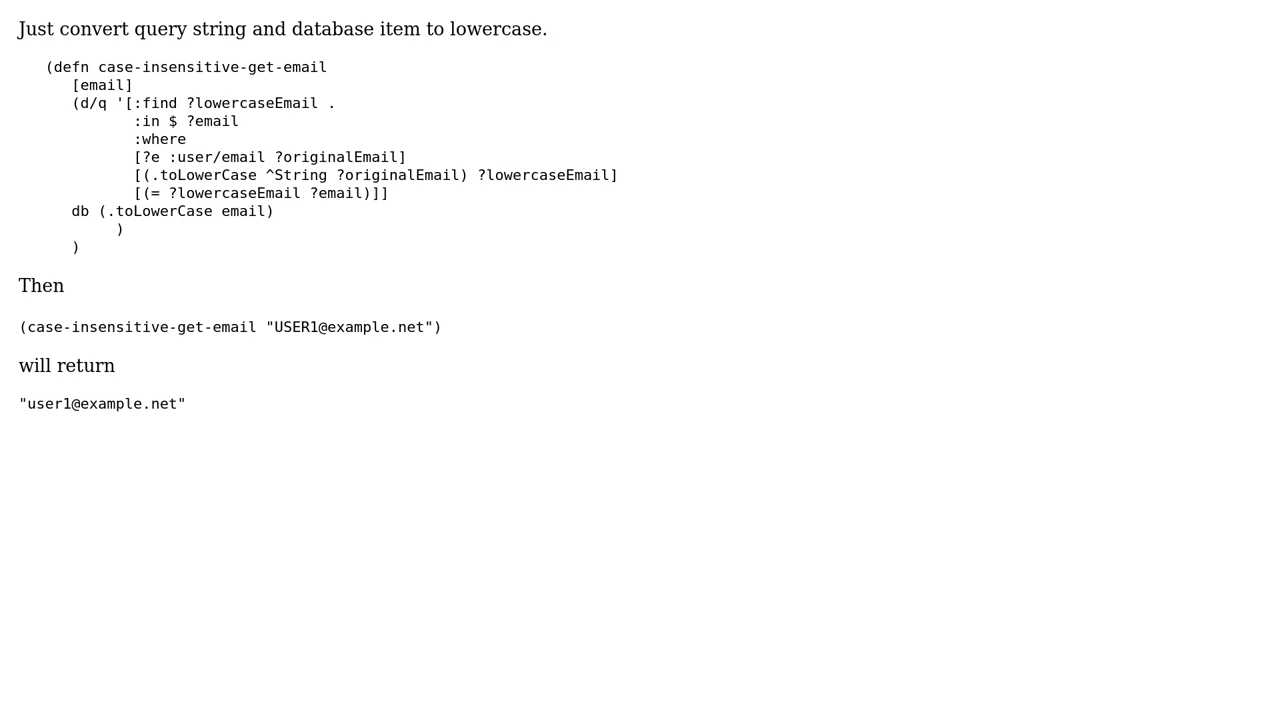 Just convert query string and database item to lowercase.
(defn case-insensitive-get-email
   [email]
   (d/q '[:find ?lowercaseEmail .
          :in $ ?email
          :where
          [?e :user/email ?originalEmail]
          [(.toLowerCase ^String ?originalEmail) ?lowercaseEmail]
          [(= ?lowercaseEmail ?email)]]
   db (.toLowerCase email)
        )
   )
Then
(case-insensitive-get-email "USER1@example.net")
will return
"user1@example.net"